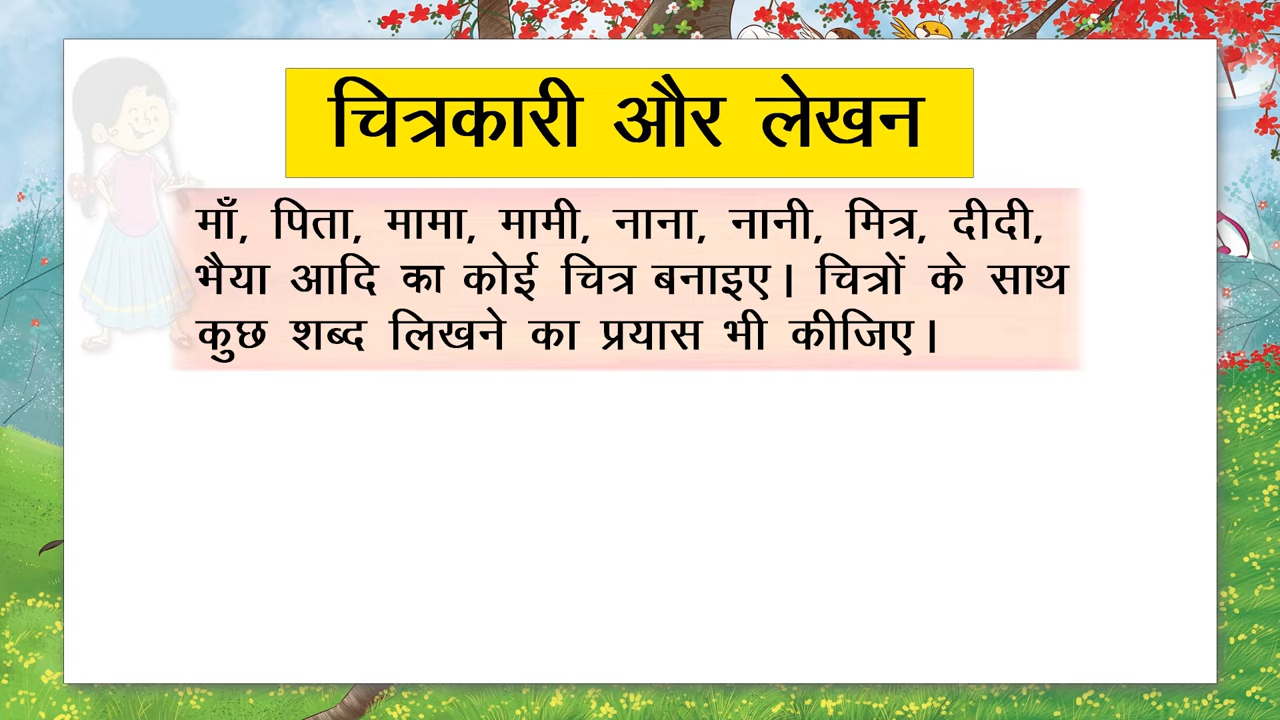 चित्रकारी और लेखन
माँ, पिता, मामा, मामी, नाना, नानी, मित्र, दीदी,
भैया आदि का कोई चित्र बनाइए। चित्रों के साथ
कुछ शब्द लिखने का प्रयास भी कीजिए।